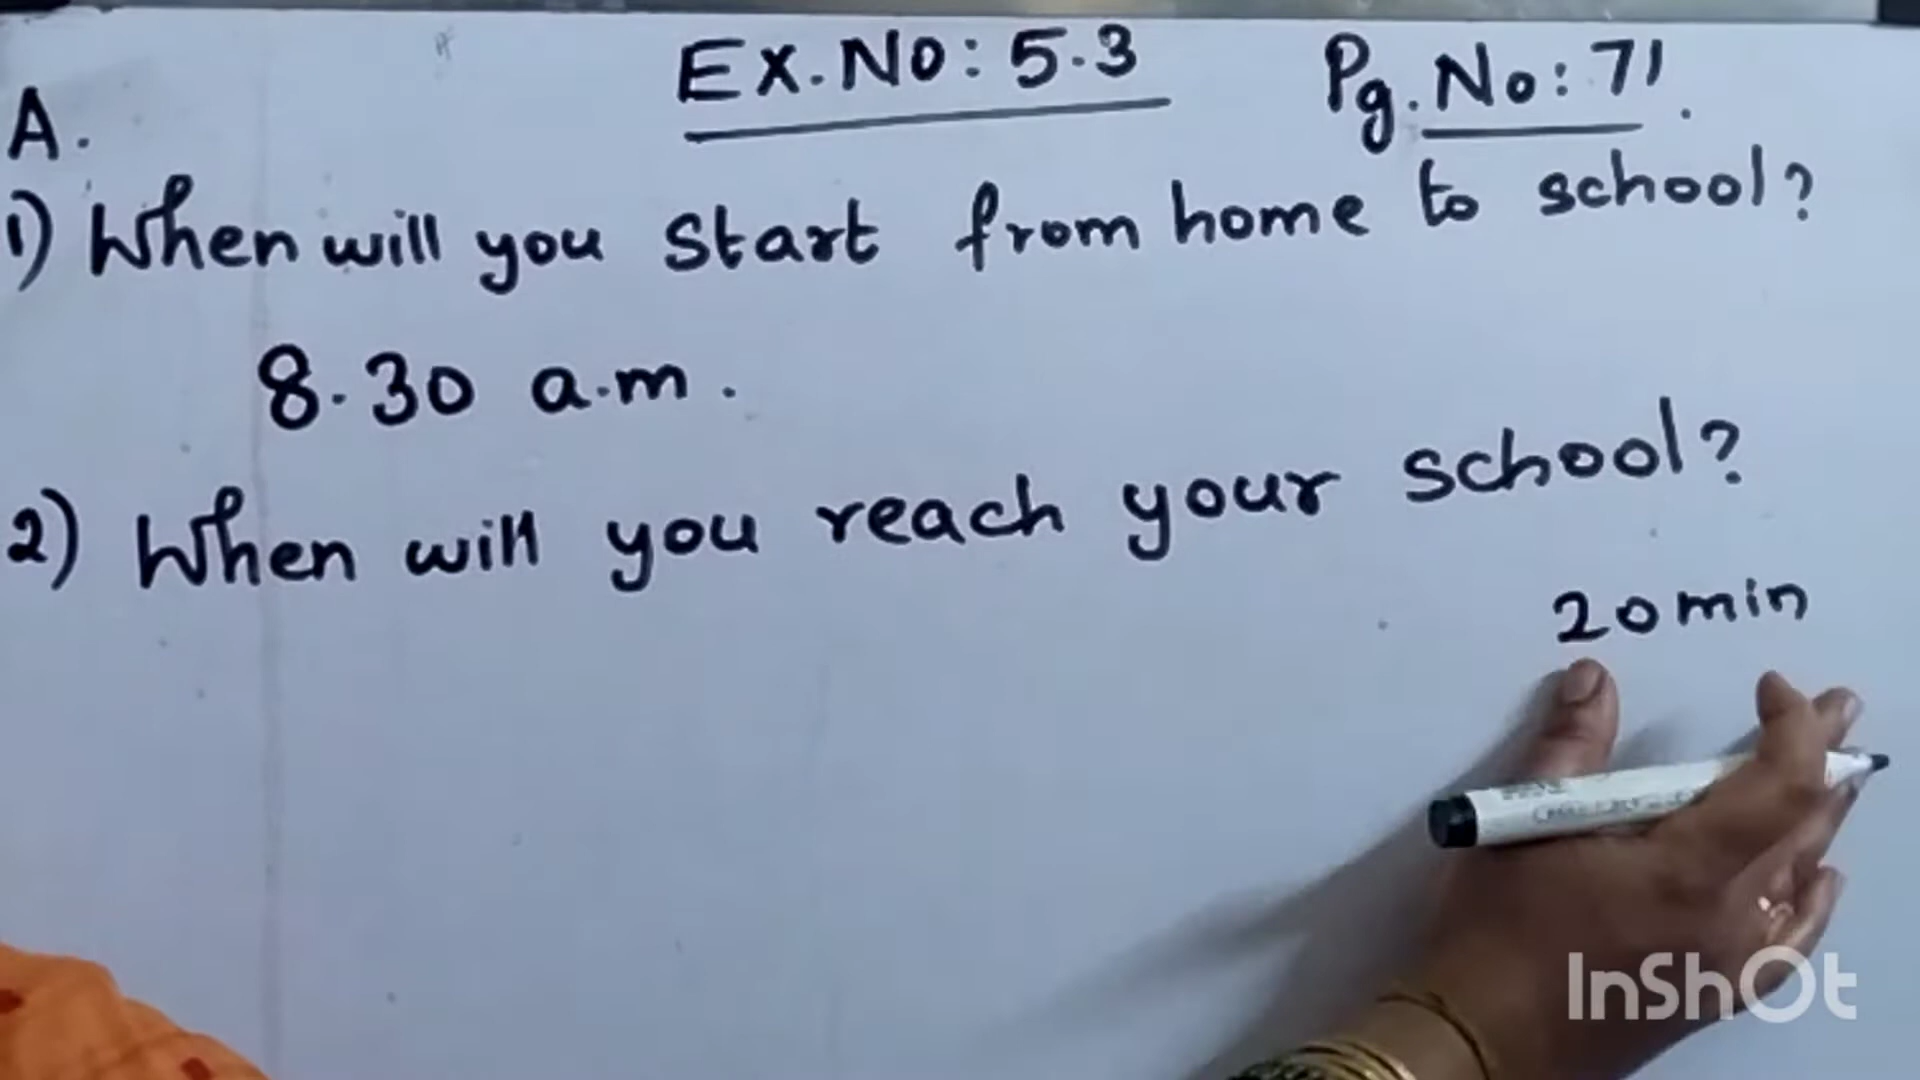 Ex.No: 5.3 Pg.No: 71.
A.
1) When will you start from home to school?
8.30 a.m.
2) When will you reach your school?
20 min
InShOt